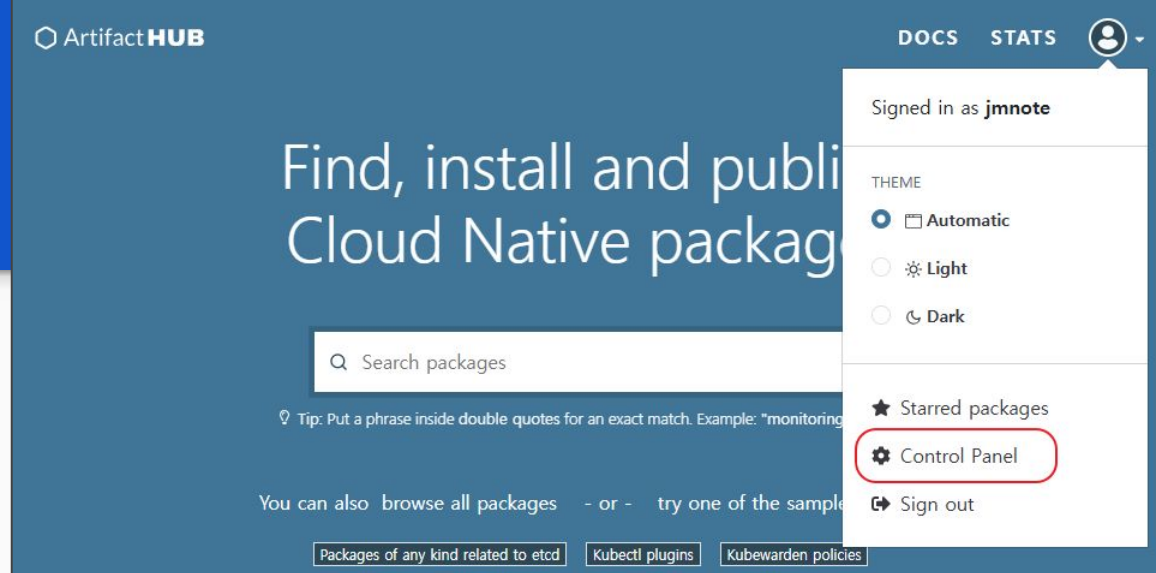 Artifact HUB
DOCS STATS
Signed in as jmnote
THEME
Automatic
Light
Dark
Starred packages
Control Panel
Sign out
Find, install and publi
Cloud Native packag
Search packages
Tip: Put a phrase inside double quotes for an exact match. Example: "monitoring
You can also browse all packages - or - try one of the sample
Packages of any kind related to etcd Kubectl plugins Kubewarden policies